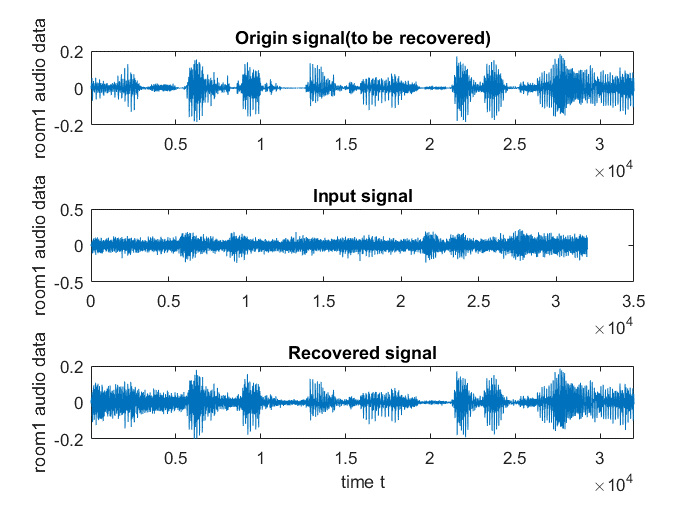 Origin signal(to be recovered)
room1 audio data
0.2
0
-0.2
0.5 1 1.5 2 2.5 3
×10^4
Input signal
room1 audio data
0.5
0
-0.5
0 0.5 1 1.5 2 2.5 3 3.5
×10^4
Recovered signal
room1 audio data
0.2
0
-0.2
0.5 1 1.5 2 2.5 3
×10^4
time t